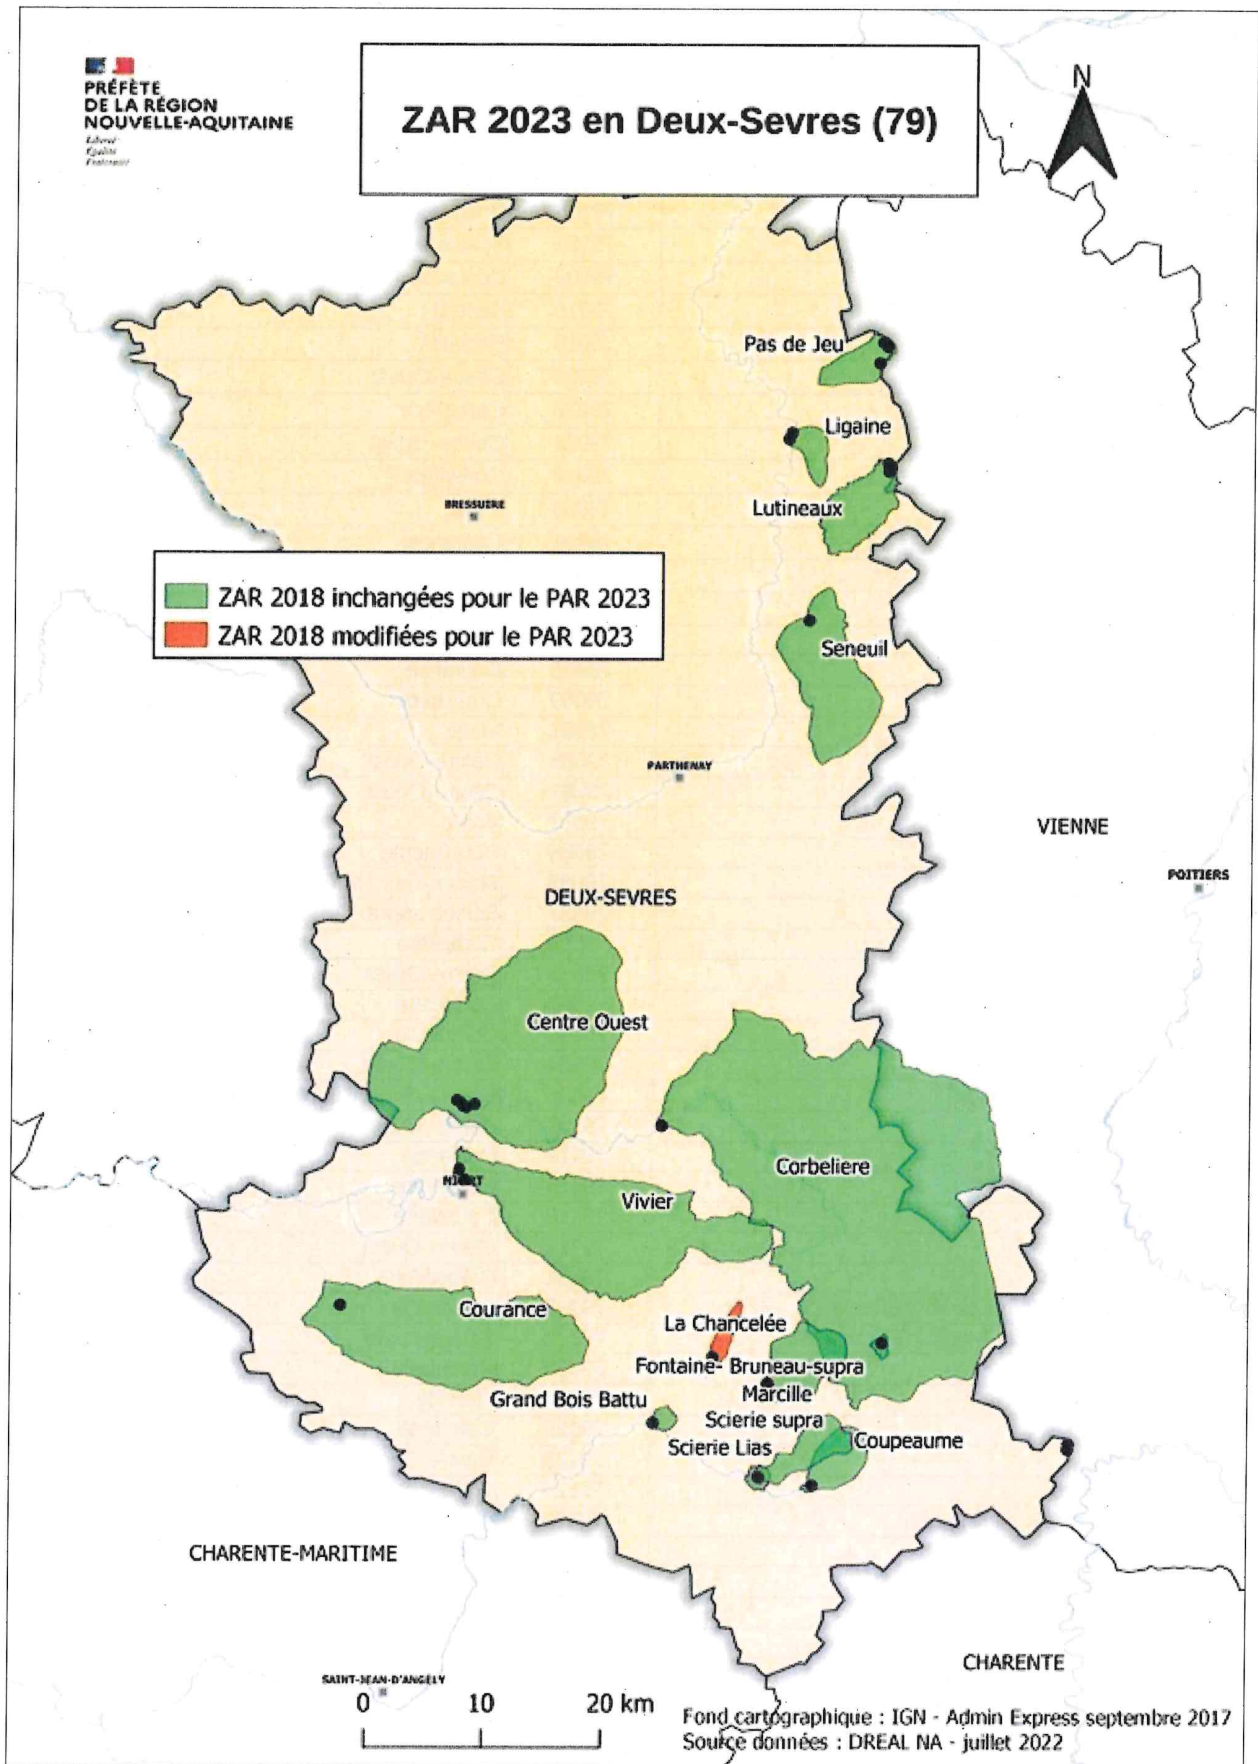 PRÉFÈTE
DE LA RÉGION
NOUVELLE-AQUITAINE
Liberté
Égalité
Fraternité
ZAR 2023 en Deux-Sevres (79)
N
Pas de Jeu
Ligaine
Lutineaux
BRESSUIRE
ZAR 2018 inchangées pour le PAR 2023
ZAR 2018 modifiées pour le PAR 2023
Seneuil
PARTHENAY
VIENNE
POITIERS
DEUX-SEVRES
Centre Ouest
Corbeliere
NIORT
Vivier
Courance
La Chancelée
Fontaine- Bruneau-supra
Marcille
Grand Bois Battu
Scierie supra
Scierie Lias
Coupeaume
CHARENTE-MARITIME
CHARENTE
SAINT-JEAN-D'ANGELY
0 10 20 km
Fond cartographique : IGN - Admin Express septembre 2017
Source données : DREAL NA - juillet 2022